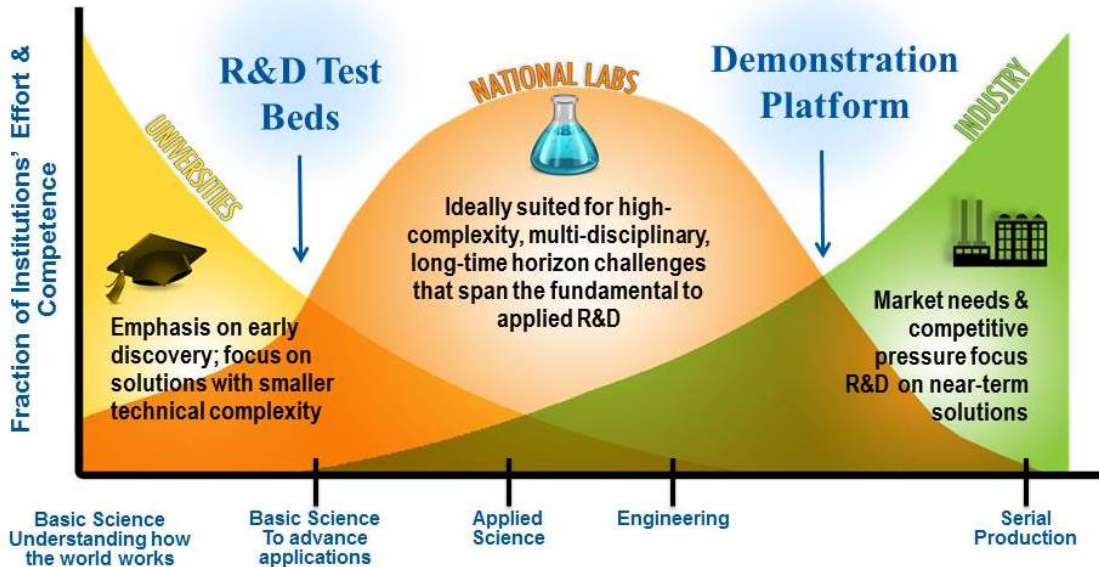 Fraction of Institutions' Effort &
Competence
UNIVERSITIES
R&D Test
Beds
NATIONAL LABS
Demonstration
Platform
INDUSTRY
Emphasis on early
discovery; focus on
solutions with smaller
technical complexity
Ideally suited for high-
complexity, multi-disciplinary,
long-time horizon challenges
that span the fundamental to
applied R&D
Market needs &
competitive
pressure focus
R&D on near-term
solutions
Basic Science
Understanding how
the world works
Basic Science
To advance
applications
Applied
Science
Engineering
Serial
Production